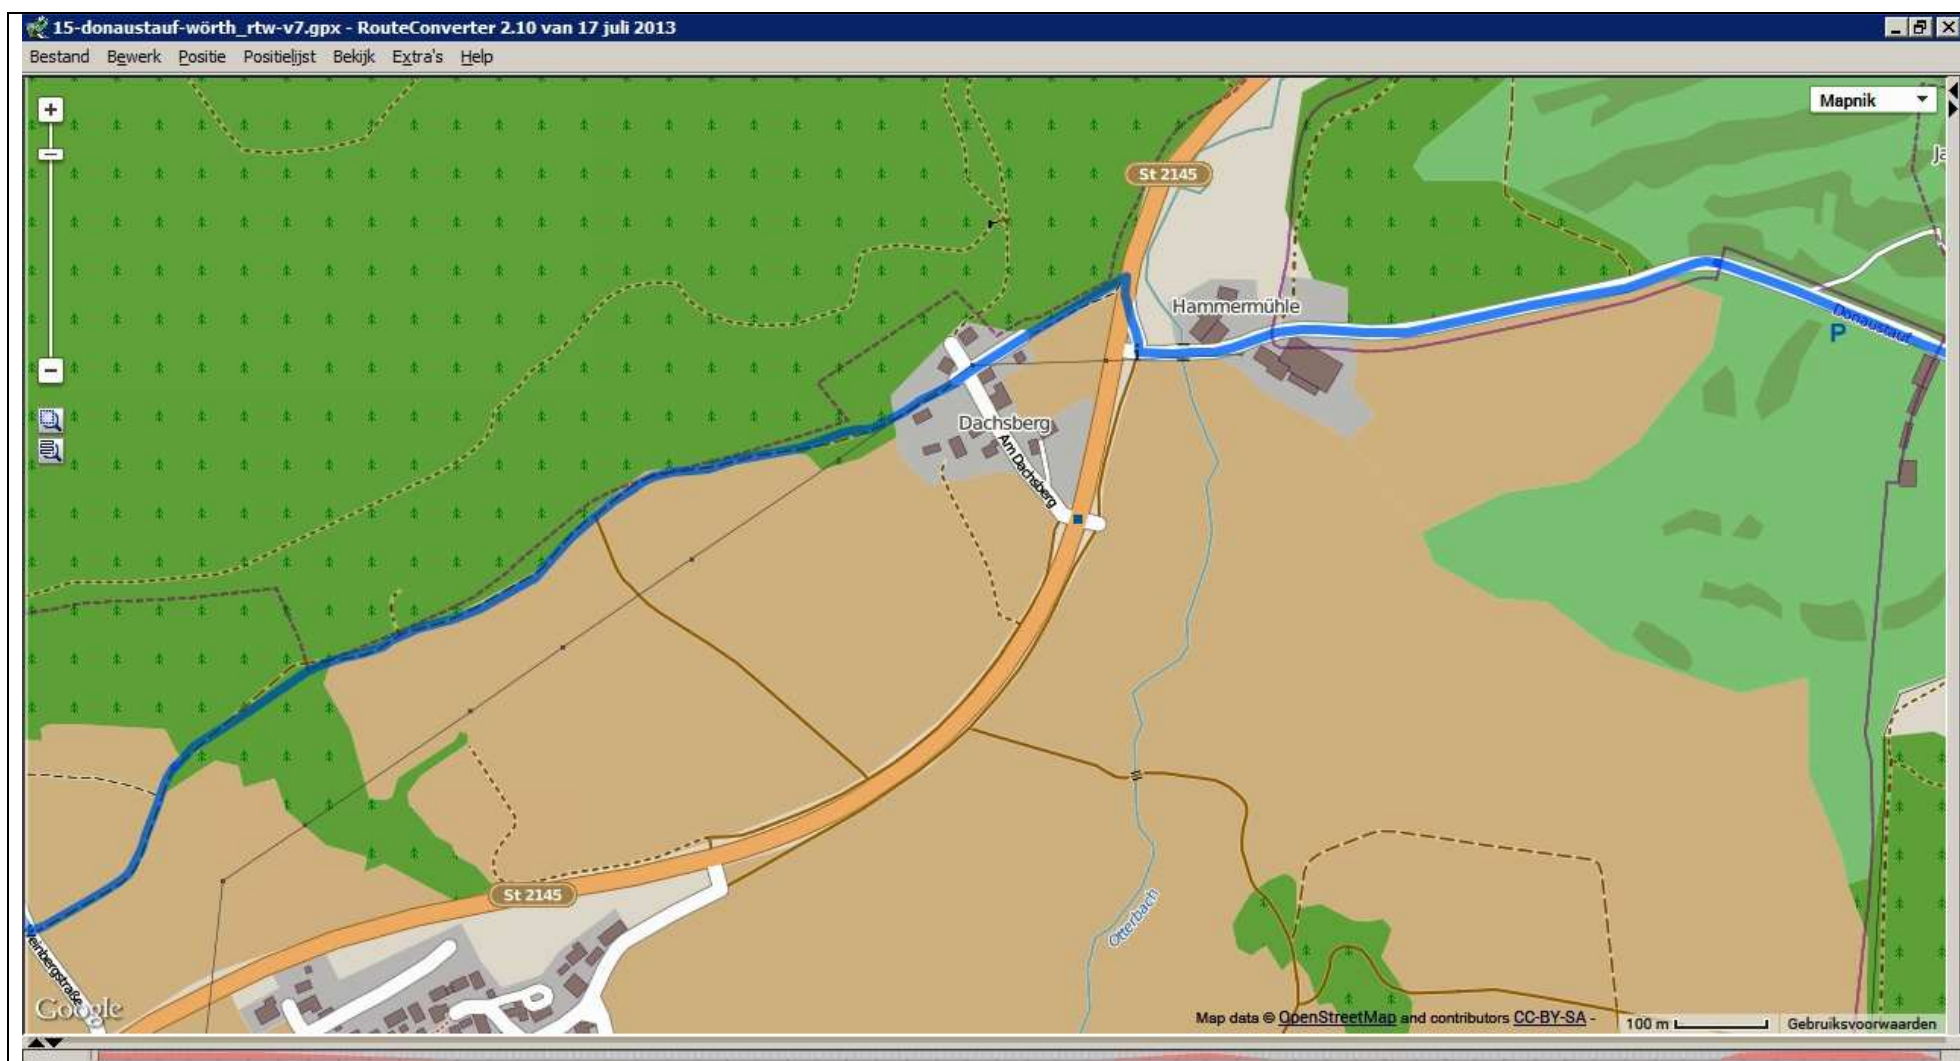 15-donaustauf-wörth_rtw-v7.gpx - RouteConverter 2.10 van 17 juli 2013
Bestand Bewerk Positie Positielijst Bekijk Extra's Help
Mapnik
St 2145
Hammermühle
Donaustauf
P
Dachsberg
Am Dachsberg
St 2145
Otterbach
Weinbergstraße
Google
Map data © OpenStreetMap and contributors CC-BY-SA -
100 m
Gebruiksvoorwaarden